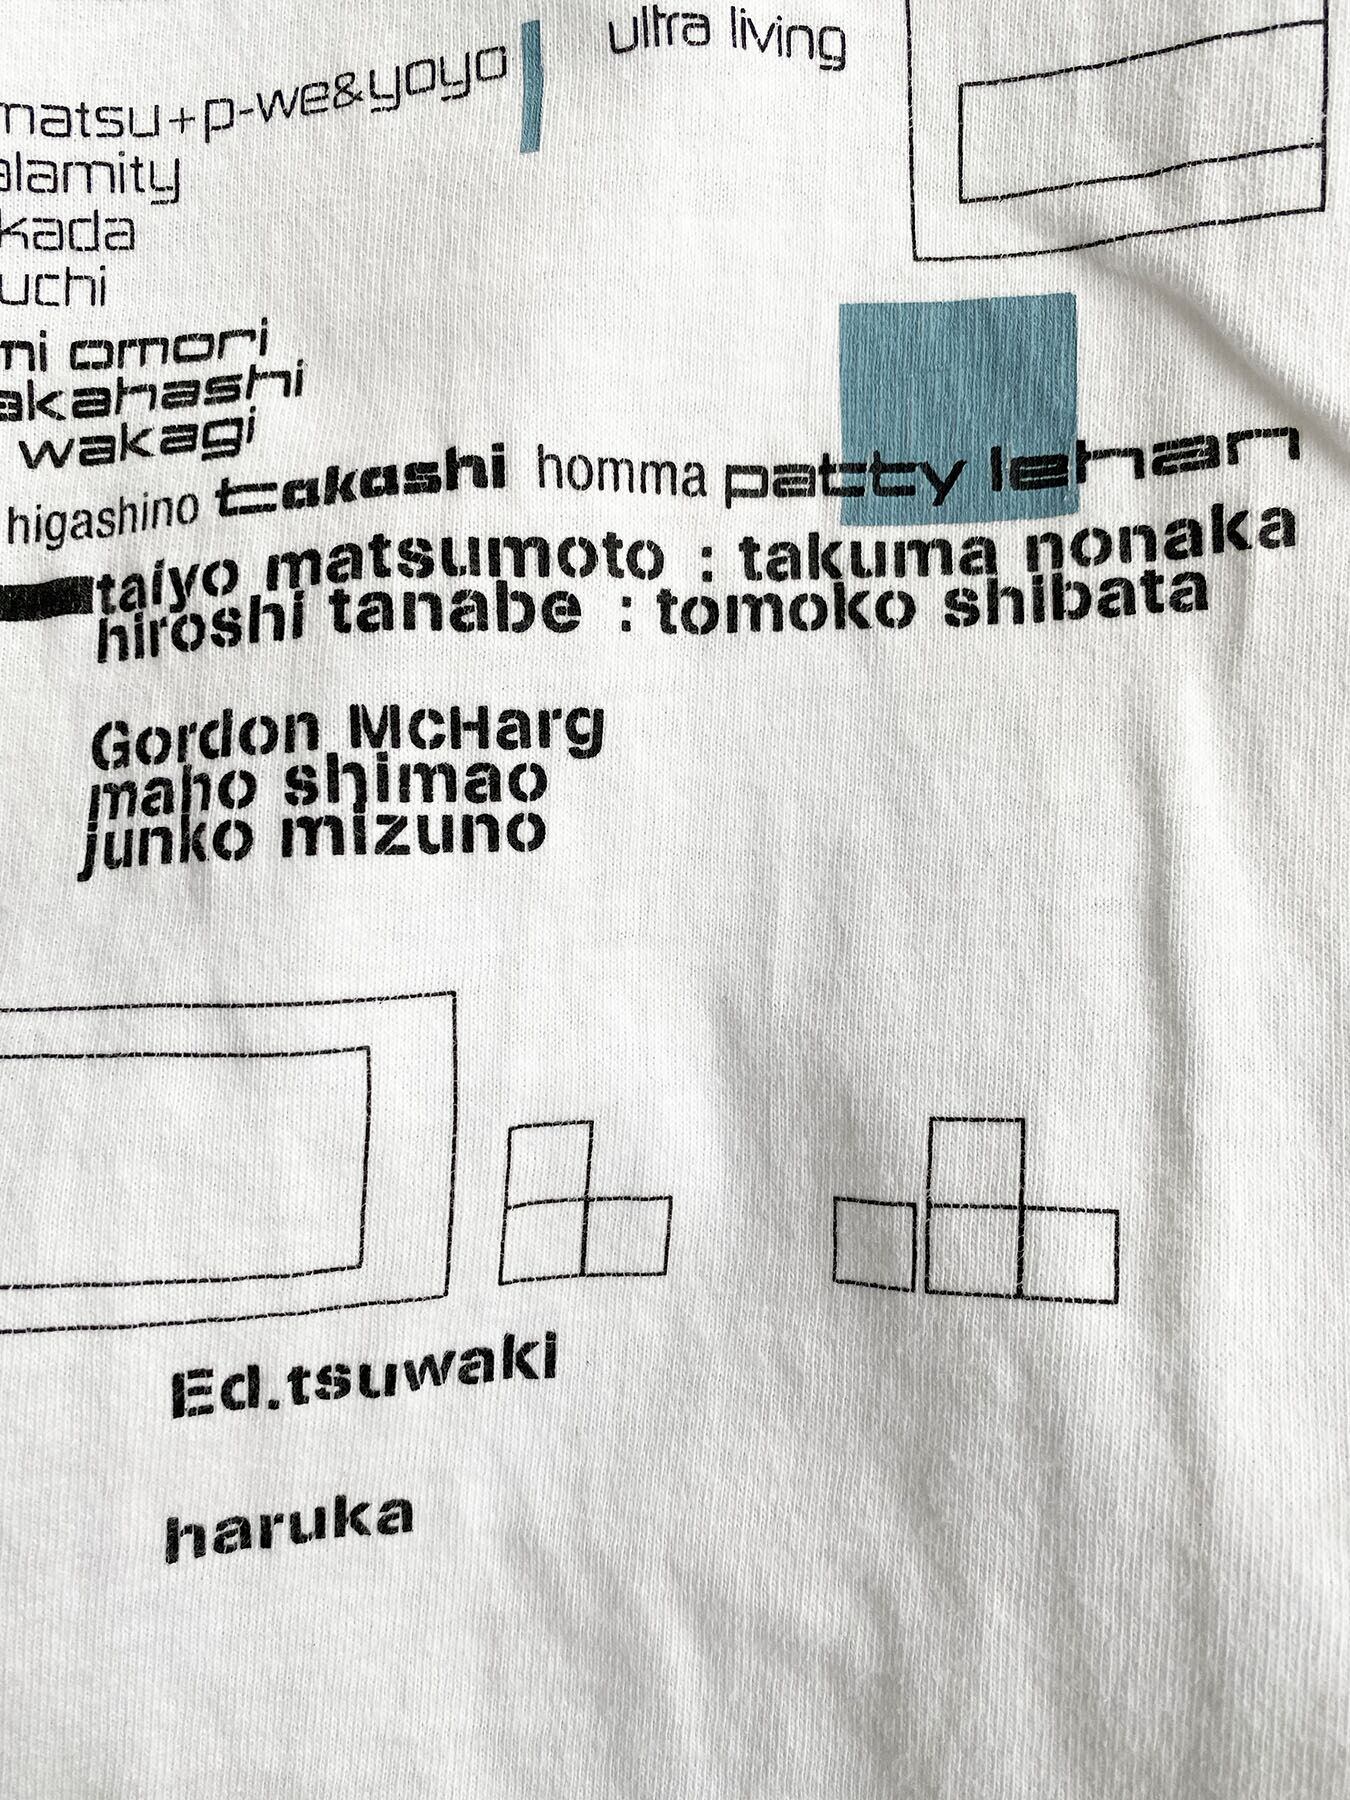 ultra living
matsu+p-we&yoyo
alamity
kada
uchi
mi omori
akahashi
wakagi
higashino takashi homma patty lehan
taiyo matsumoto : takuma nonaka
hiroshi tanabe : tomoko shibata
Gordon McHarg
maho shimao
junko mizuno
Ed.tsuwaki
haruka